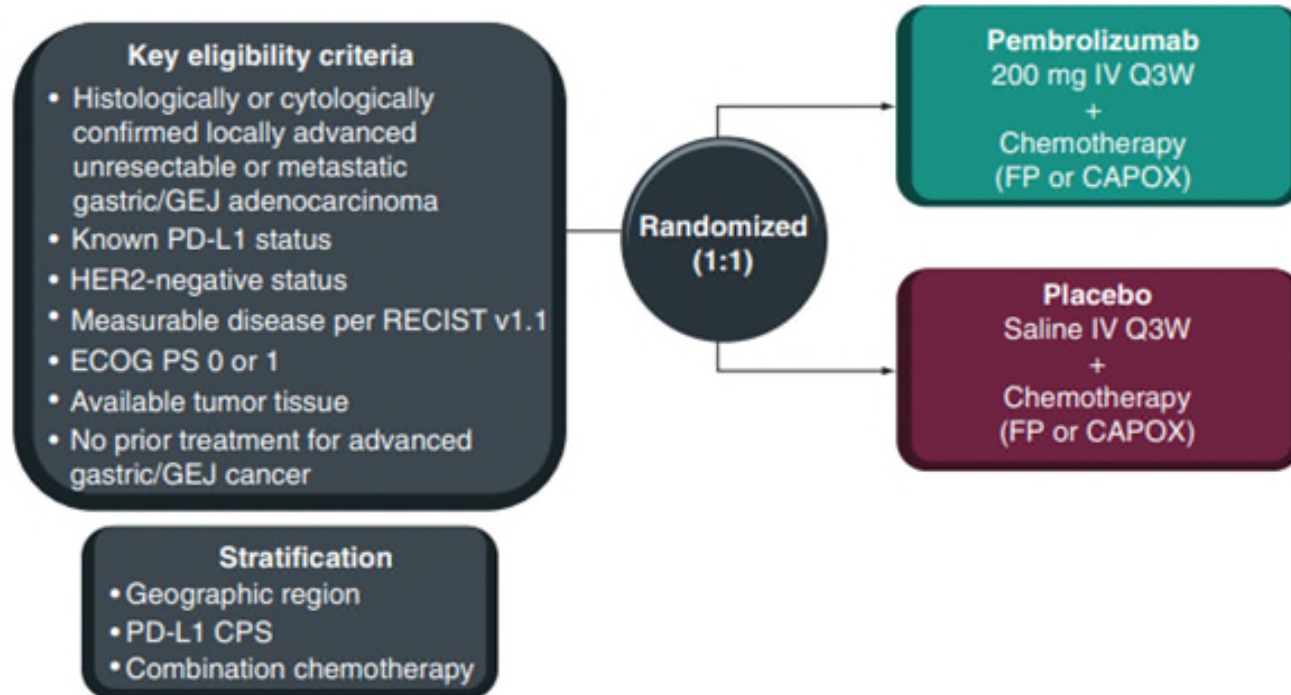 Key eligibility criteria
• Histologically or cytologically
confirmed locally advanced
unresectable or metastatic
gastric/GEJ adenocarcinoma
• Known PD-L1 status
• HER2-negative status
• Measurable disease per RECIST v1.1
• ECOG PS 0 or 1
• Available tumor tissue
• No prior treatment for advanced
gastric/GEJ cancer
Stratification
• Geographic region
• PD-L1 CPS
• Combination chemotherapy
Randomized
(1:1)
Pembrolizumab
200 mg IV Q3W
+
Chemotherapy
(FP or CAPOX)
Placebo
Saline IV Q3W
+
Chemotherapy
(FP or CAPOX)